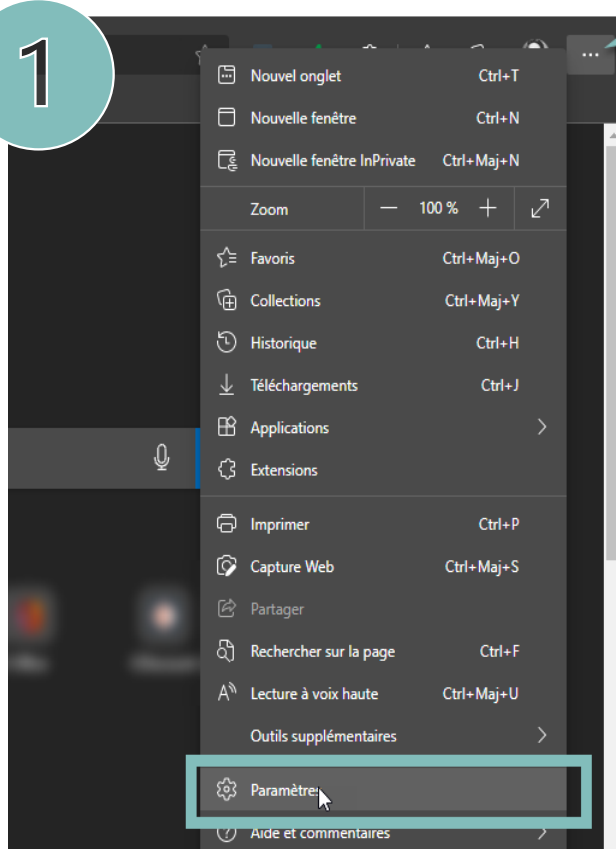 1
...
Nouvel onglet Ctrl+T
Nouvelle fenêtre Ctrl+N
Nouvelle fenêtre InPrivate Ctrl+Maj+N
Zoom — 100 % +
Favoris Ctrl+Maj+O
Collections Ctrl+Maj+Y
Historique Ctrl+H
Téléchargements Ctrl+J
Applications
Extensions
Imprimer Ctrl+P
Capture Web Ctrl+Maj+S
Partager
Rechercher sur la page Ctrl+F
Lecture à voix haute Ctrl+Maj+U
Outils supplémentaires
Paramètres
Aide et commentaires